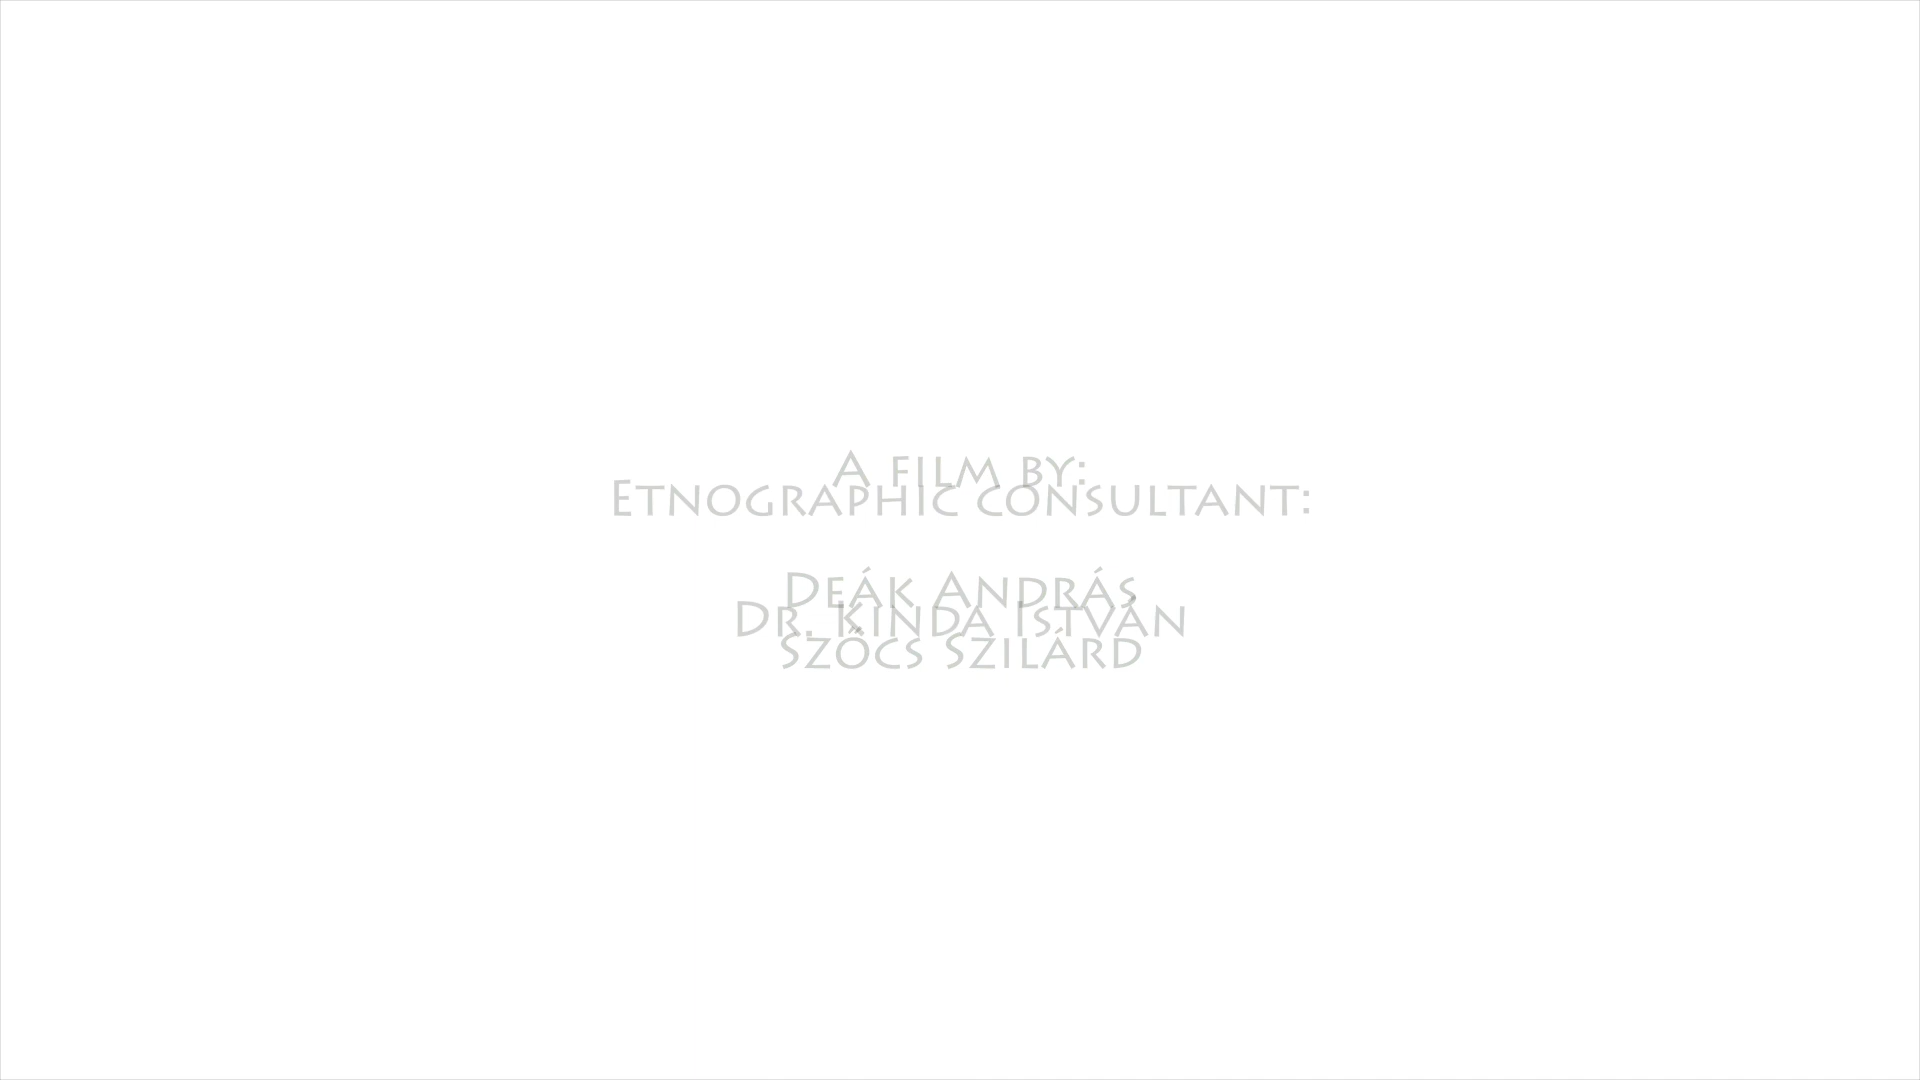 A film by:
Etnographic consultant:
Deák András
Dr. Kinda István
Szőcs Szilárd